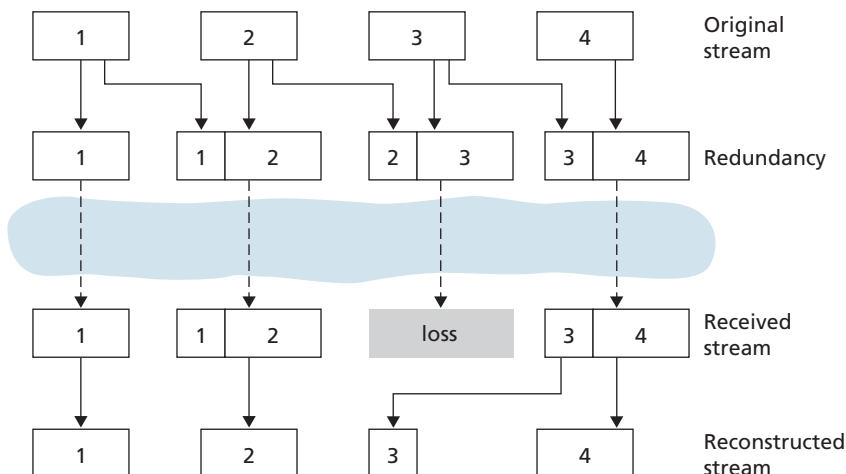 1 2 3 4 Original
stream
1 1 2 2 3 3 4 Redundancy
1 1 2 loss 3 4 Received
stream
1 2 3 4 Reconstructed
stream